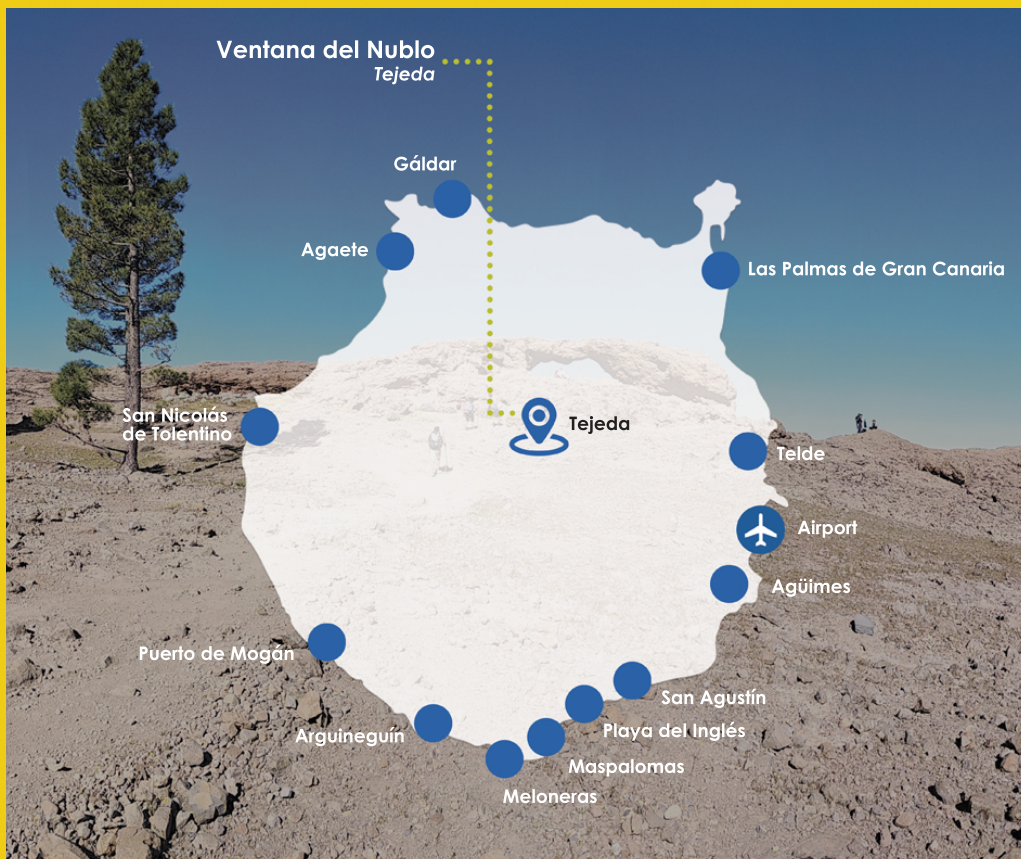 Ventana del Nublo
Tejeda
Gáldar
Agaete
Las Palmas de Gran Canaria
San Nicolás
de Tolentino
Tejeda
Telde
Airport
Agüimes
Puerto de Mogán
San Agustín
Arguineguín
Playa del Inglés
Maspalomas
Meloneras